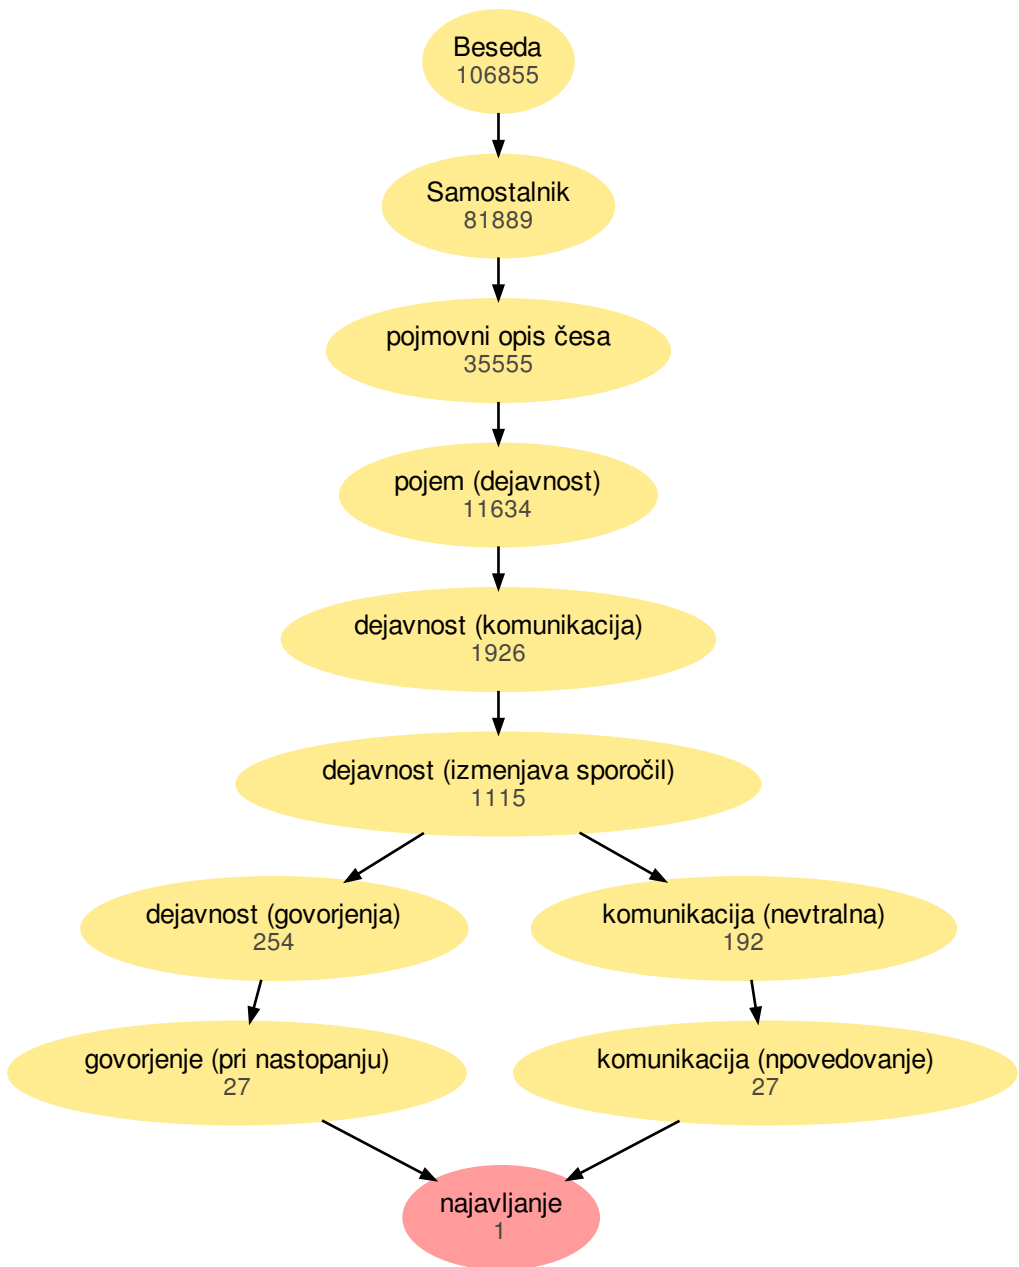 Beseda
106855
Samostalnik
81889
pojmovni opis česa
35555
pojem (dejavnost)
11634
dejavnost (komunikacija)
1926
dejavnost (izmenjava sporočil)
1115
dejavnost (govorjenja)
254
komunikacija (nevtralna)
192
govorjenje (pri nastopanju)
27
komunikacija (npovedovanje)
27
najavljanje
1